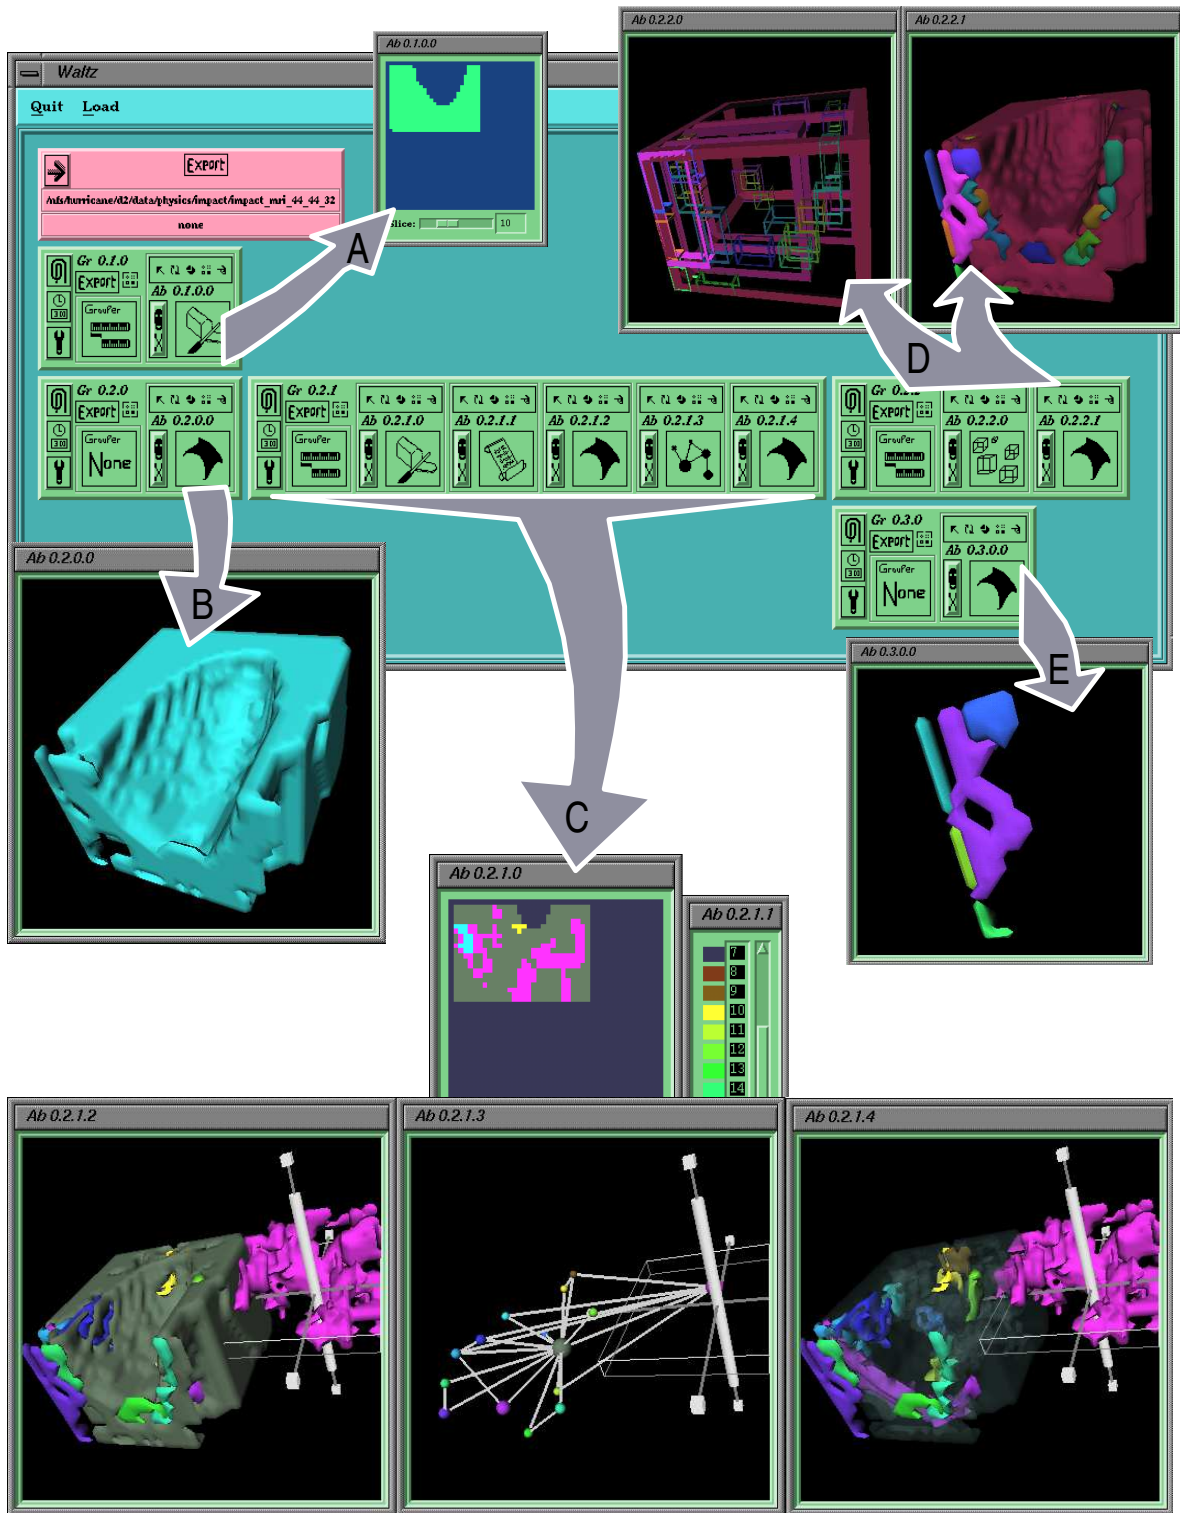 Ab 0.2.2.0
Ab 0.2.2.1
Ab 0.1.0.0
Waltz
Quit Load
Export
/nfs/hurricane/d2/data/physics/impact/impact_mri_44_44_32
none
Slice: 10
A
Gr 0.1.0
Export
Ab 0.1.0.0
Grouper
D
Gr 0.2.0
Export
Ab 0.2.0.0
Grouper
None
Gr 0.2.1
Export
Ab 0.2.1.0
Ab 0.2.1.1
Ab 0.2.1.2
Ab 0.2.1.3
Ab 0.2.1.4
Grouper
Export
Ab 0.2.2.0
Ab 0.2.2.1
Grouper
Gr 0.3.0
Export
Ab 0.3.0.0
Grouper
None
Ab 0.2.0.0
B
Ab 0.3.0.0
E
C
Ab 0.2.1.0
Ab 0.2.1.1
7
8
9
10
11
12
13
14
Ab 0.2.1.2
Ab 0.2.1.3
Ab 0.2.1.4